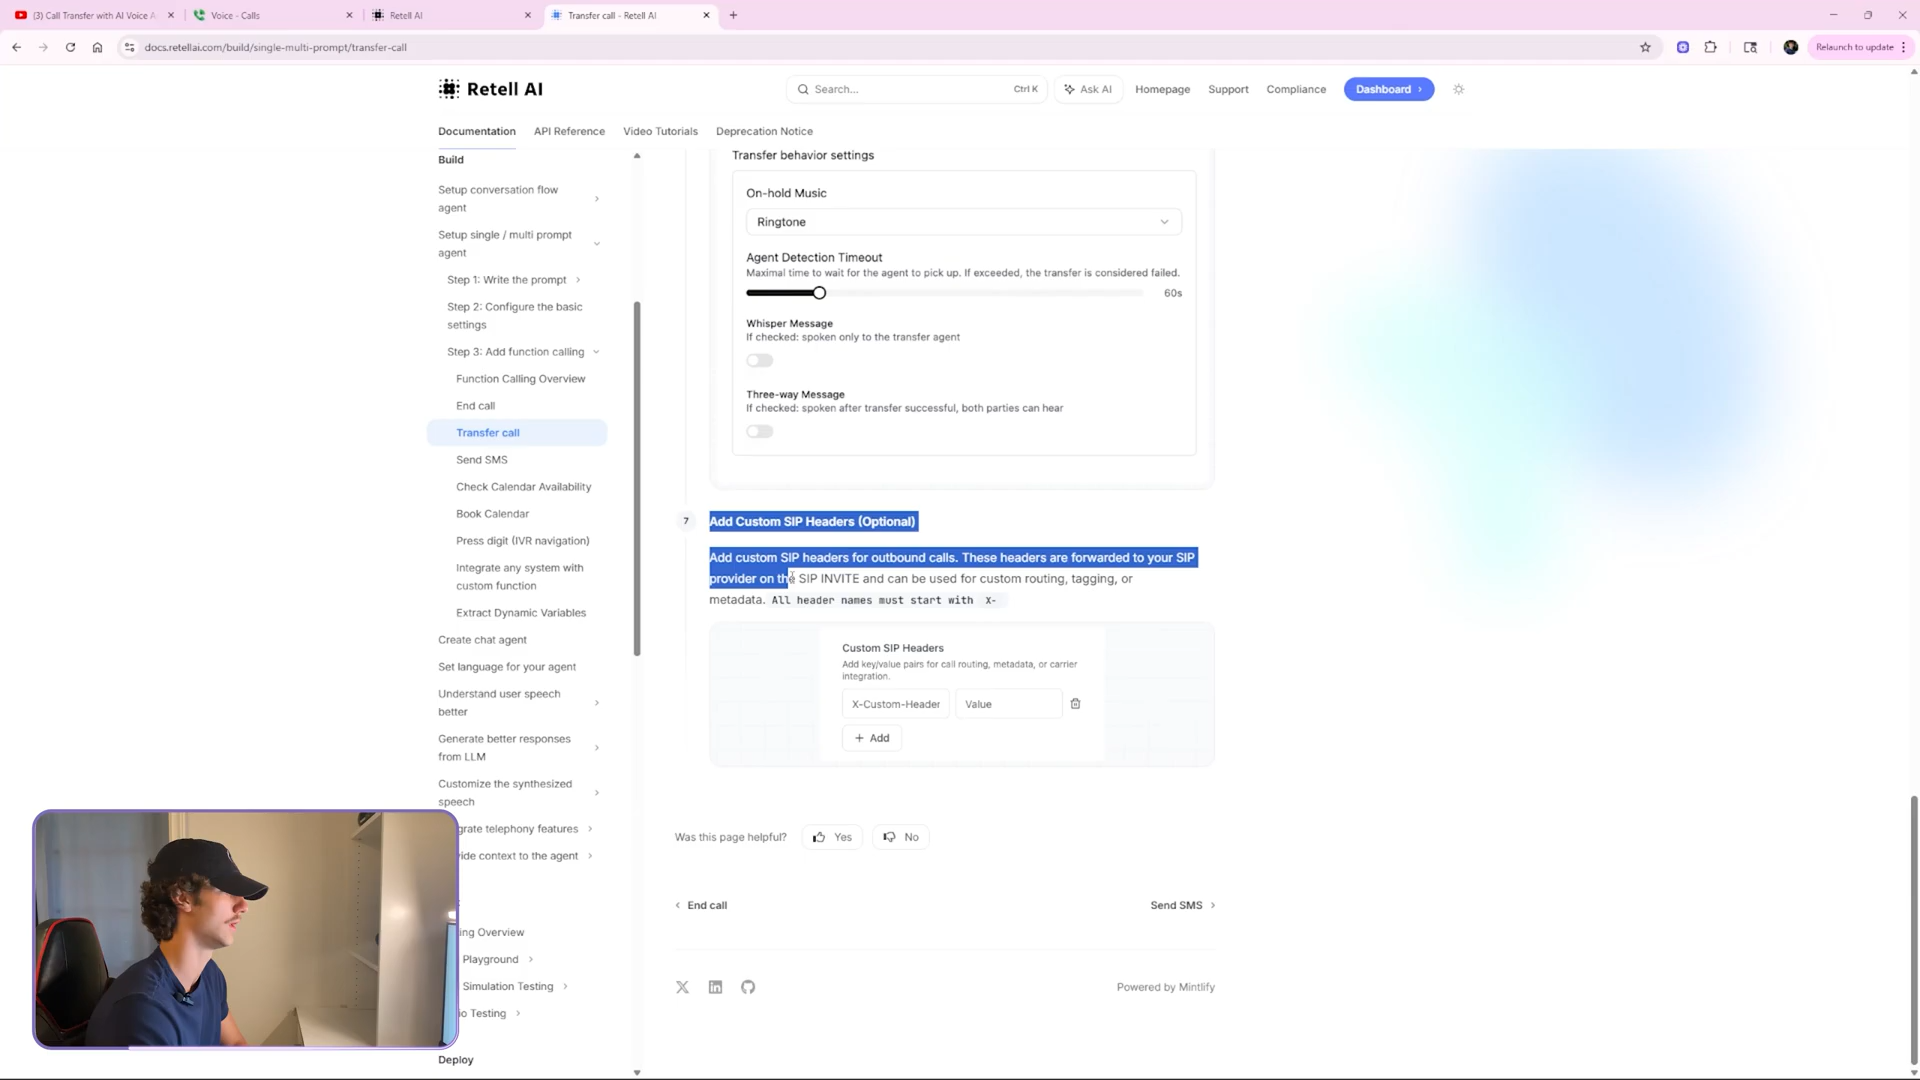 (3) Call Transfer with AI Voice A
Voice - Calls
Retell AI
Transfer call - Retell AI
docs.retellai.com/build/single-multi-prompt/transfer-call
Relaunch to update
Retell AI
Search...
Ctrl K
Ask AI
Homepage
Support
Compliance
Dashboard
Documentation
API Reference
Video Tutorials
Deprecation Notice
Build
Setup conversation flow
agent
Setup single / multi prompt
agent
Step 1: Write the prompt
Step 2: Configure the basic
settings
Step 3: Add function calling
Function Calling Overview
End call
Transfer call
Send SMS
Check Calendar Availability
Book Calendar
Press digit (IVR navigation)
Integrate any system with
custom function
Extract Dynamic Variables
Create chat agent
Set language for your agent
Understand user speech
better
Generate better responses
from LLM
Customize the synthesized
speech
grate telephony features
vide context to the agent
ing Overview
Playground
Simulation Testing
io Testing
Deploy
Transfer behavior settings
On-hold Music
Ringtone
Agent Detection Timeout
Maximal time to wait for the agent to pick up. If exceeded, the transfer is considered failed.
60s
Whisper Message
If checked: spoken only to the transfer agent
Three-way Message
If checked: spoken after transfer successful, both parties can hear
7
Add Custom SIP Headers (Optional)
Add custom SIP headers for outbound calls. These headers are forwarded to your SIP
provider on the SIP INVITE and can be used for custom routing, tagging, or
metadata. All header names must start with X-
Custom SIP Headers
Add key/value pairs for call routing, metadata, or carrier
integration.
X-Custom-Header
Value
+ Add
Was this page helpful?
Yes
No
End call
Send SMS
Powered by Mintlify